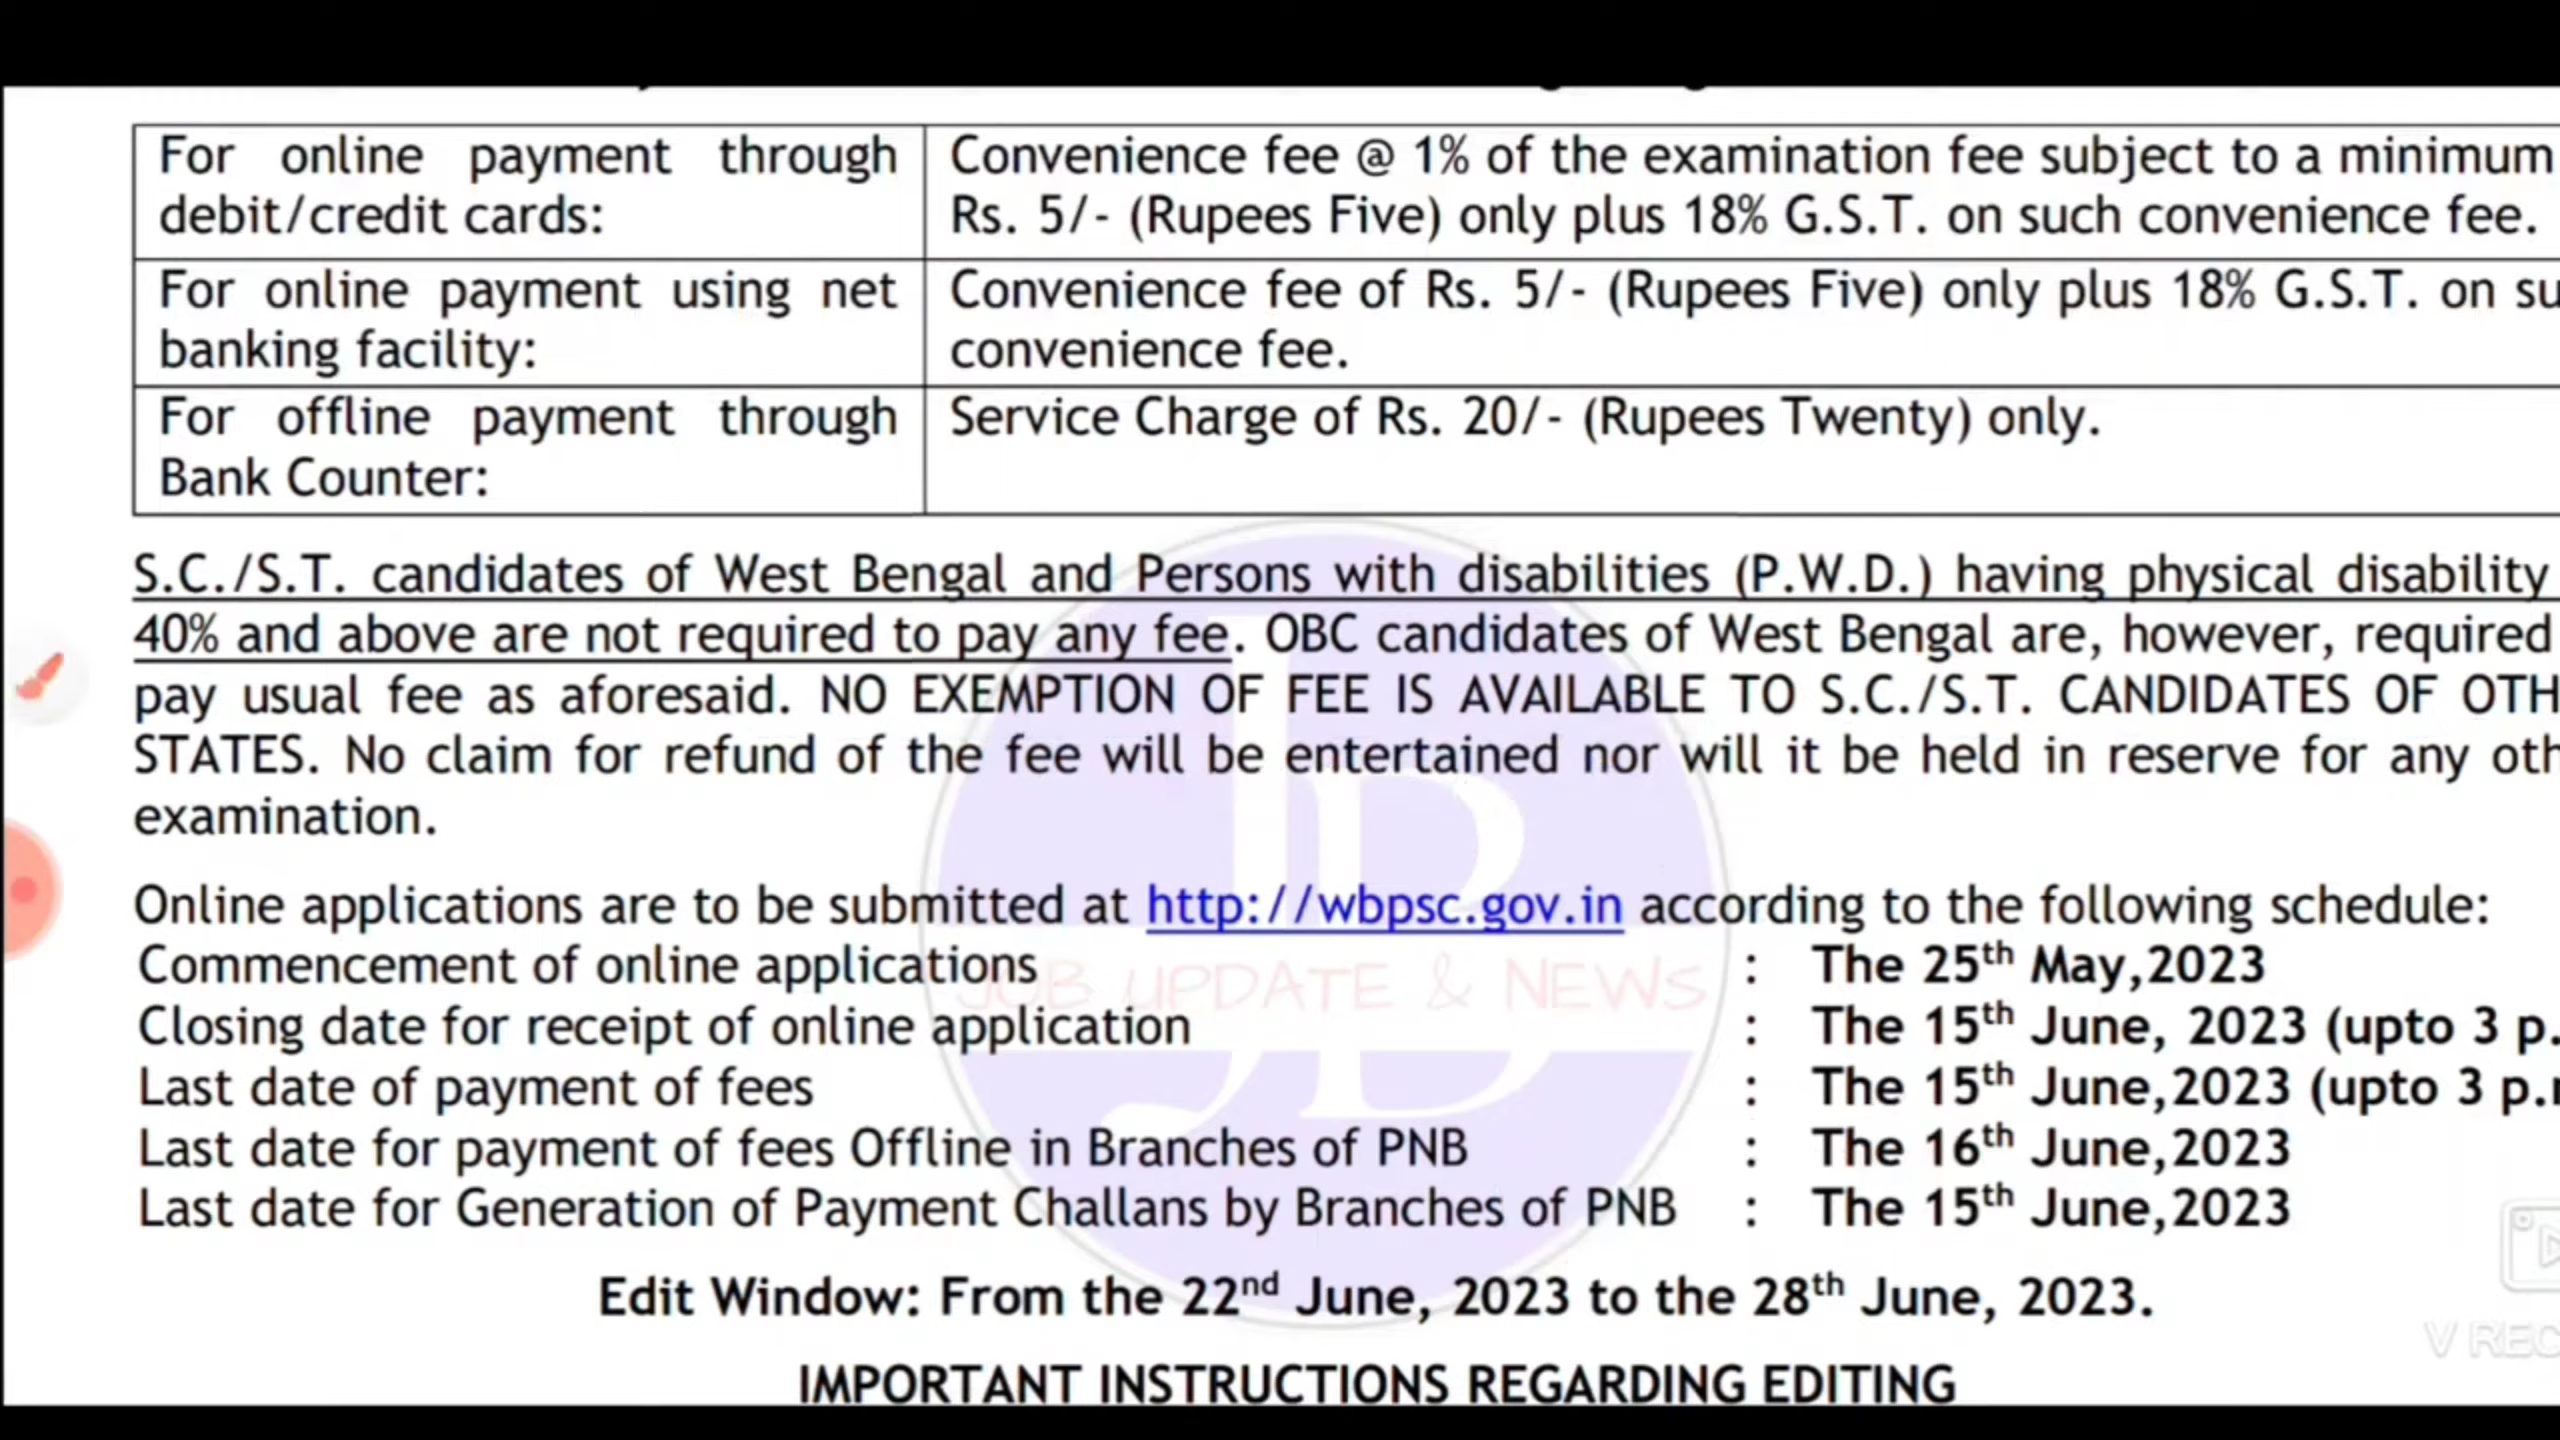 For online payment through debit/credit cards:
Convenience fee @ 1% of the examination fee subject to a minimum
Rs. 5/- (Rupees Five) only plus 18% G.S.T. on such convenience fee.
For online payment using net banking facility:
Convenience fee of Rs. 5/- (Rupees Five) only plus 18% G.S.T. on
convenience fee.
For offline payment through Bank Counter:
Service Charge of Rs. 20/- (Rupees Twenty) only.
S.C./S.T. candidates of West Bengal and Persons with disabilities (P.W.D.) having physical disability
40% and above are not required to pay any fee. OBC candidates of West Bengal are, however, required
pay usual fee as aforesaid. NO EXEMPTION OF FEE IS AVAILABLE TO S.C./S.T. CANDIDATES OF
STATES. No claim for refund of the fee will be entertained nor will it be held in reserve for any
examination.
Online applications are to be submitted at http://wbpsc.gov.in according to the following schedule:
Commencement of online applications : The 25th May,2023
Closing date for receipt of online application : The 15th June, 2023 (upto 3 p.
Last date of payment of fees : The 15th June,2023 (upto 3 p.
Last date for payment of fees Offline in Branches of PNB : The 16th June,2023
Last date for Generation of Payment Challans by Branches of PNB : The 15th June,2023
Edit Window: From the 22nd June, 2023 to the 28th June, 2023.
IMPORTANT INSTRUCTIONS REGARDING EDITING
JB
JOB UPDATE & NEWS
V REC